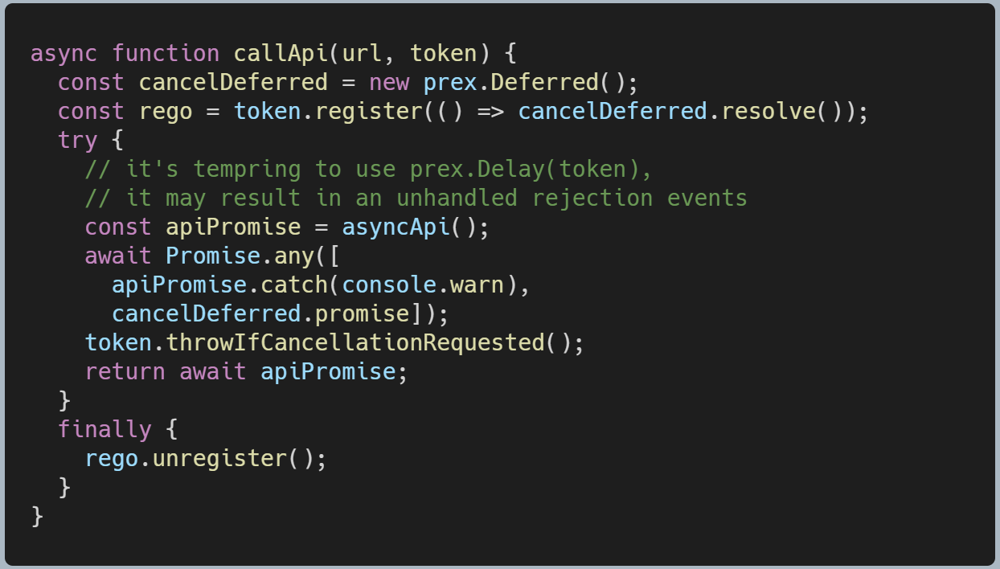 async function callApi(url, token) {
  const cancelDeferred = new prex.Deferred();
  const rego = token.register(() => cancelDeferred.resolve());
  try {
    // it's tempring to use prex.Delay(token),
    // it may result in an unhandled rejection events
    const apiPromise = asyncApi();
    await Promise.any([
      apiPromise.catch(console.warn),
      cancelDeferred.promise]);
    token.throwIfCancellationRequested();
    return await apiPromise;
  }
  finally {
    rego.unregister();
  }
}